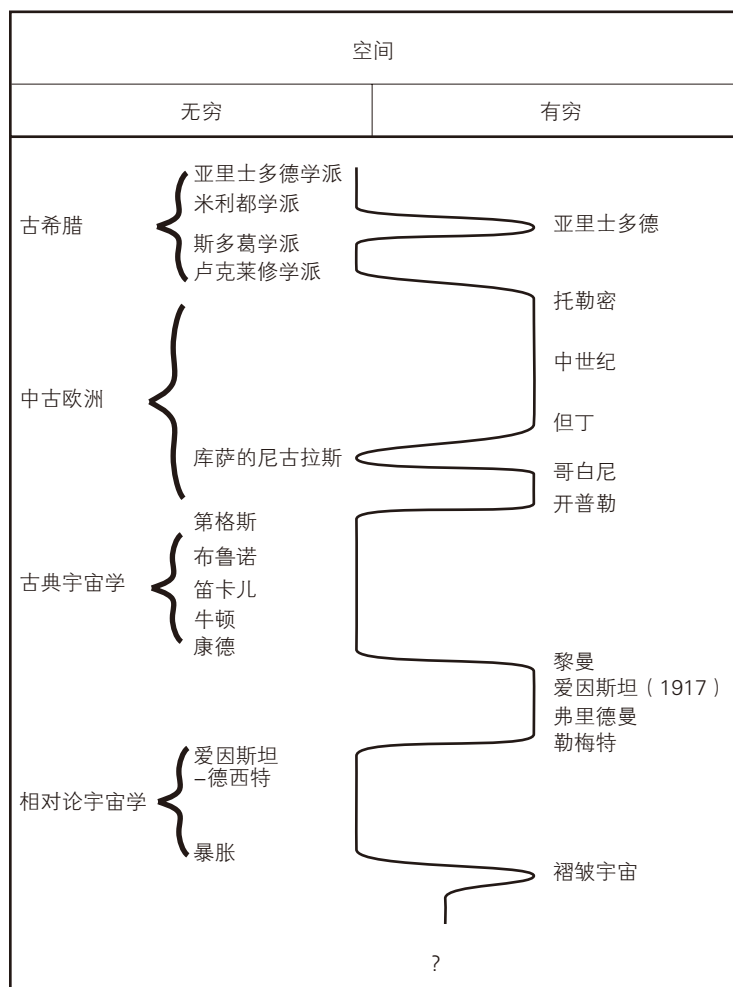 空间
无穷
有穷
亚里士多德学派
米利都学派
古希腊
亚里士多德
斯多葛学派
卢克莱修学派
托勒密
中世纪
中古欧洲
但丁
库萨的尼古拉斯
哥白尼
开普勒
第格斯
布鲁诺
古典宇宙学
笛卡儿
牛顿
康德
黎曼
爱因斯坦（1917）
弗里德曼
勒梅特
爱因斯坦
–德西特
相对论宇宙学
暴胀
褶皱宇宙
?